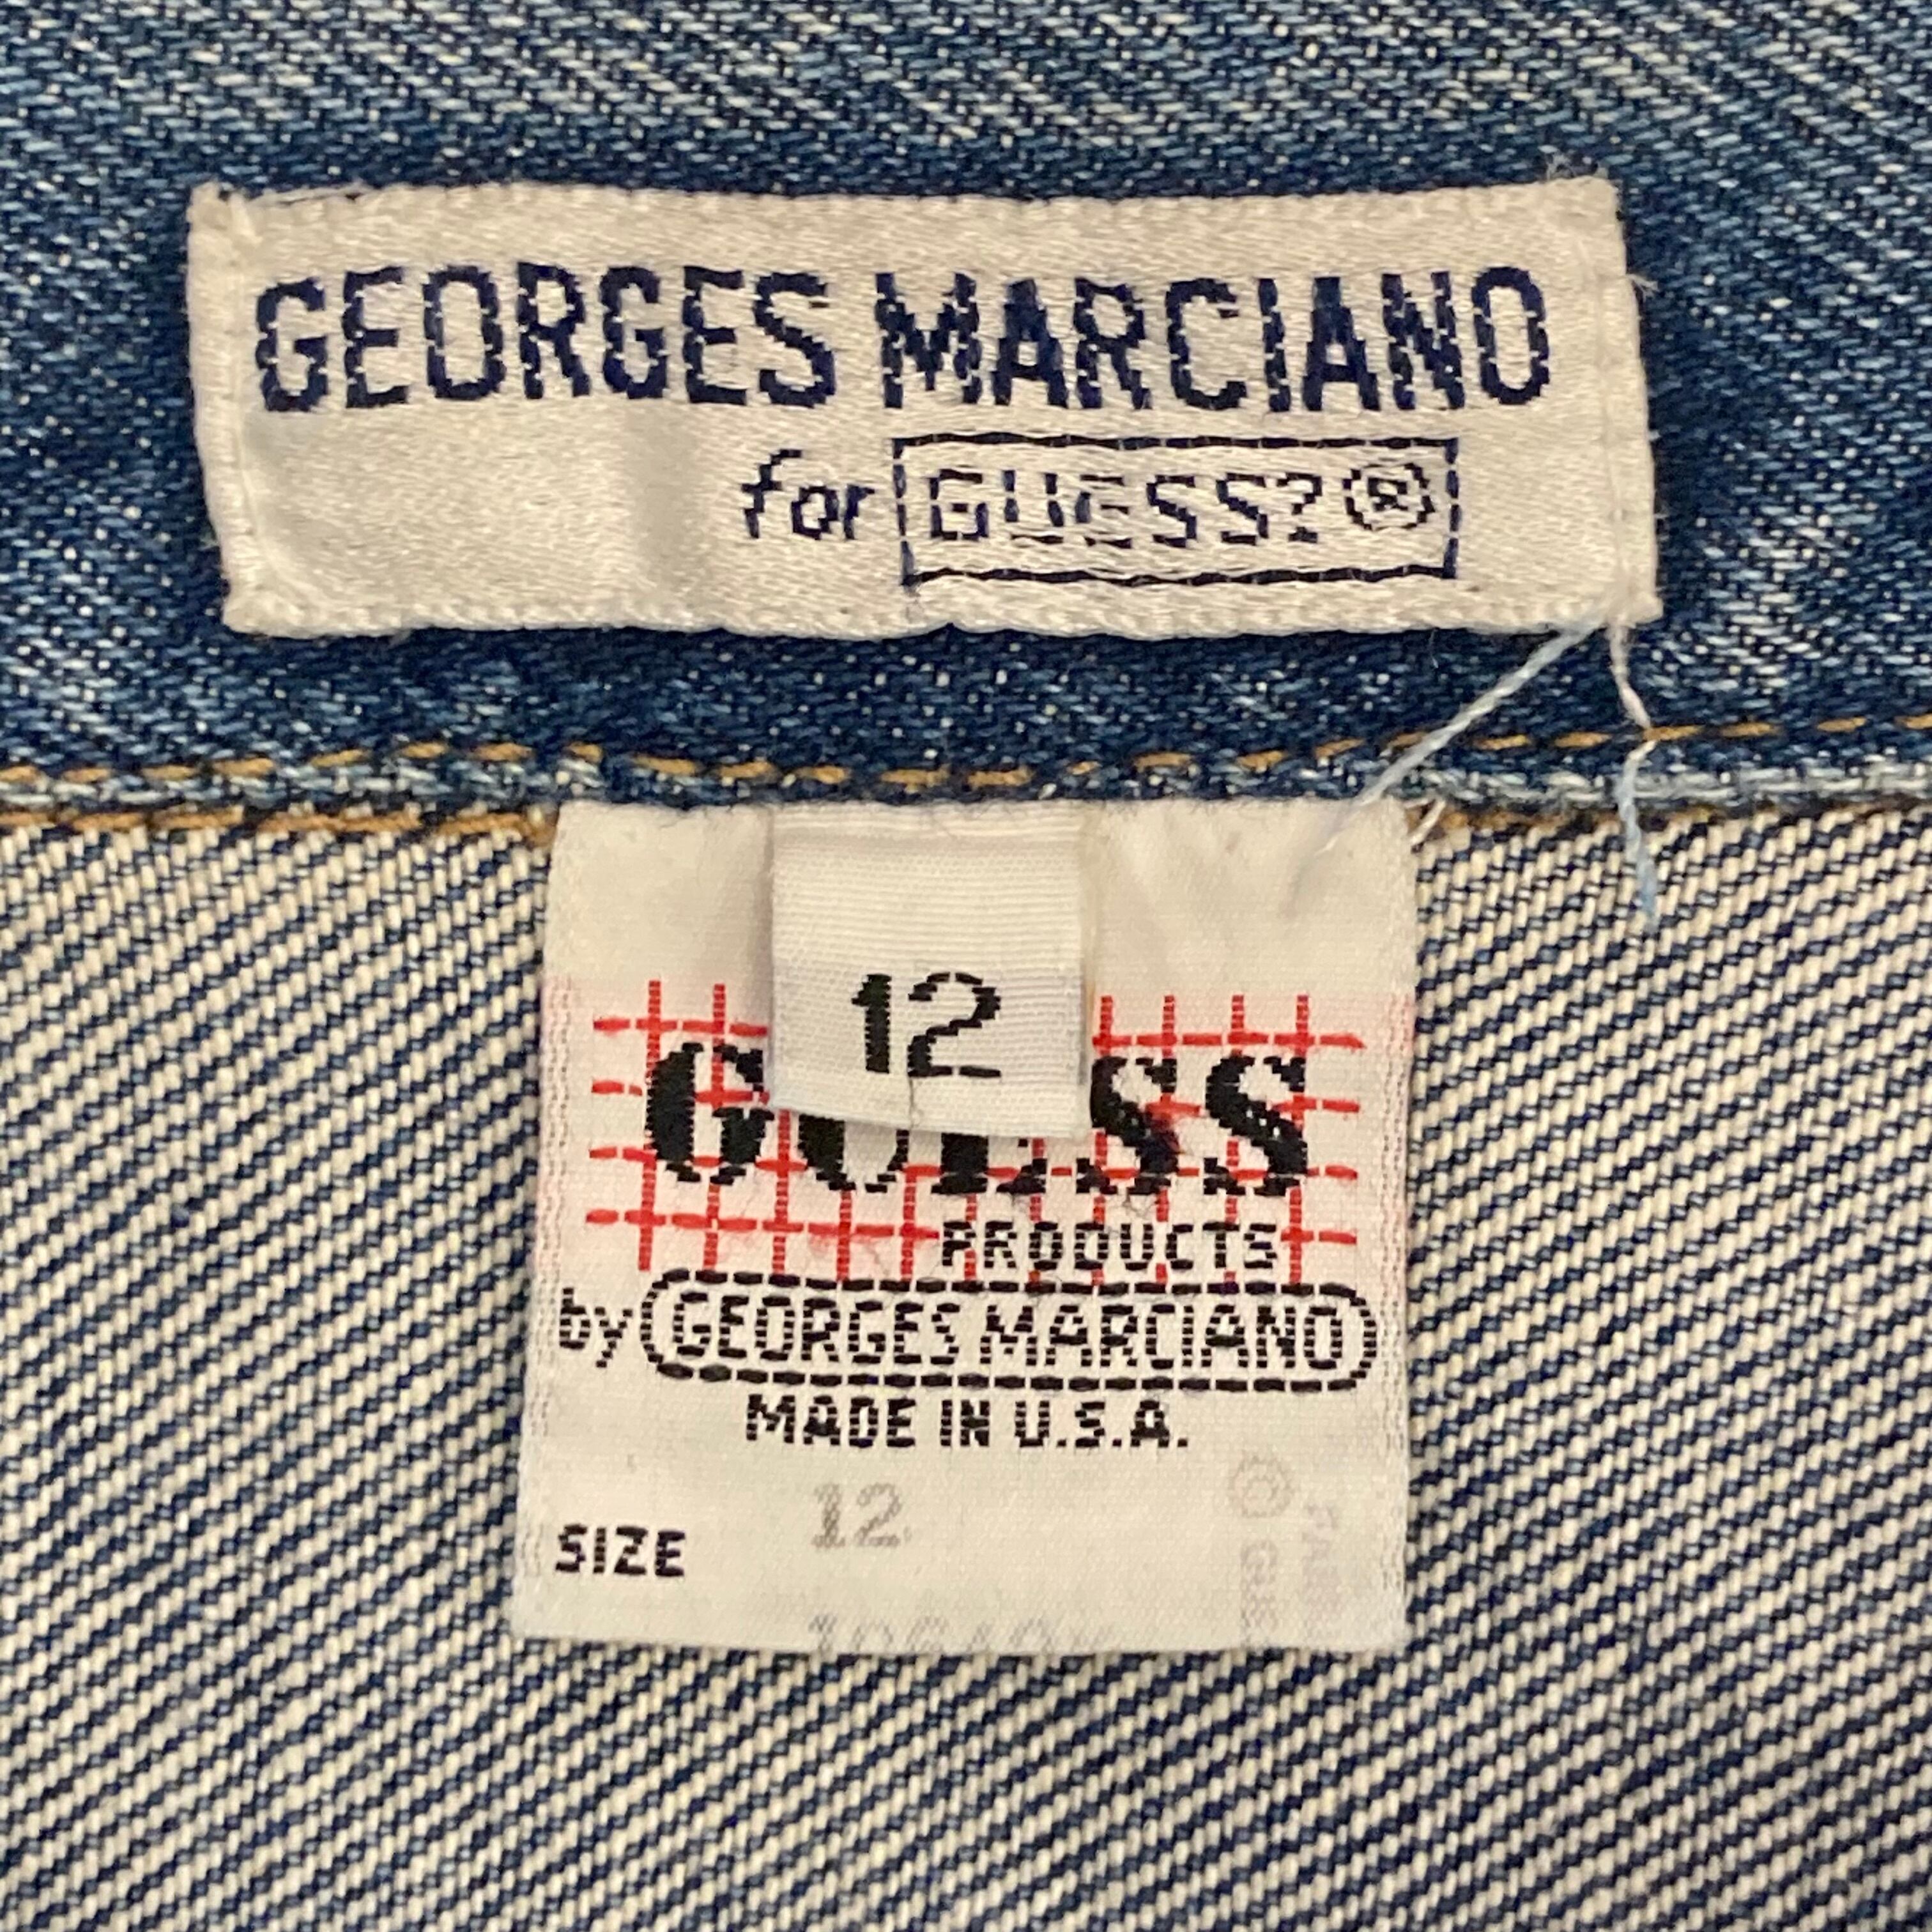 GEORGES MARCIANO
for GUESS?®
12
GUESS
PRODUCTS
by GEORGES MARCIANO
MADE IN U.S.A.
12
SIZE